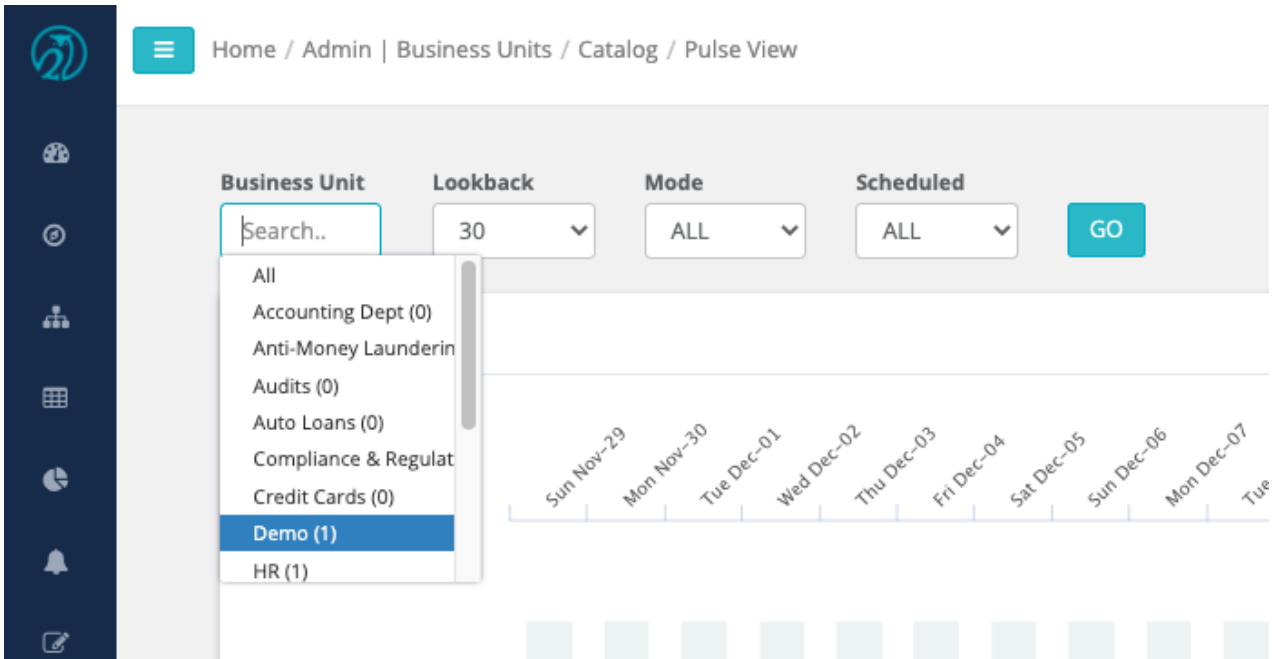 Home / Admin | Business Units / Catalog / Pulse View
Business Unit Lookback Mode Scheduled
Search.. 30 ALL ALL GO
All
Accounting Dept (0)
Anti-Money Launderin
Audits (0)
Auto Loans (0)
Compliance & Regulat
Credit Cards (0)
Demo (1)
HR (1)
Sun Nov-29 Mon Nov-30 Tue Dec-01 Wed Dec-02 Thu Dec-03 Fri Dec-04 Sat Dec-05 Sun Dec-06 Mon Dec-07 Tue